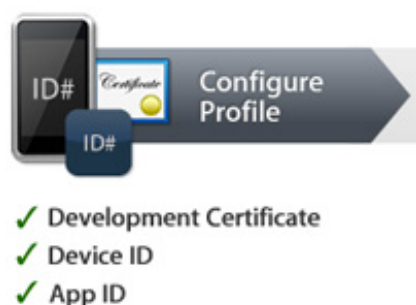 ID#
Certificate
ID#
Configure
Profile
✓ Development Certificate
✓ Device ID
✓ App ID